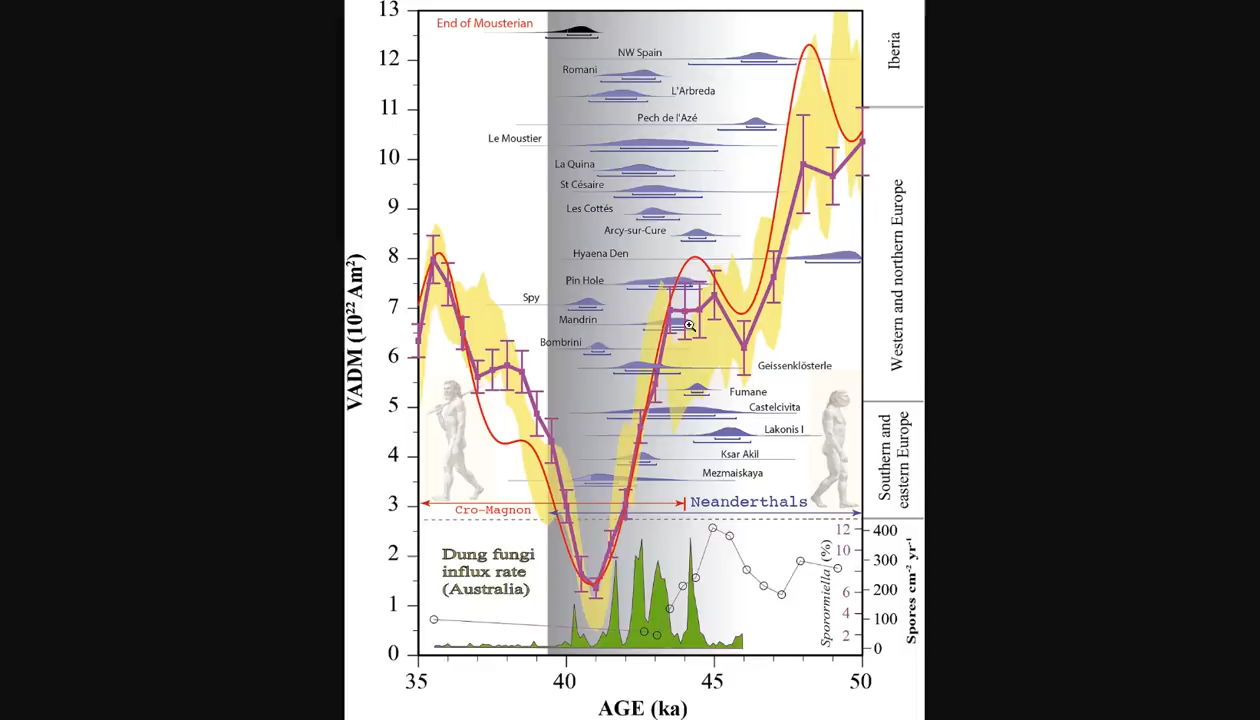 13
12
11
10
9
8
7
6
5
4
3
2
1
0
VADM (10²² Am²)
End of Mousterian
NW Spain
Romani
L'Arbreda
Pech de l'Azé
Le Moustier
La Quina
St Césaire
Les Cottés
Arcy-sur-Cure
Hyaena Den
Pin Hole
Spy
Mandrin
Bombrini
Geissenklösterle
Fumane
Castelcivita
Lakonis I
Ksar Akil
Mezmaiskaya
Cro-Magnon
Neanderthals
Dung fungi
influx rate
(Australia)
Iberia
Western and northern Europe
Southern and
eastern Europe
Sporormiella (%)
12
10
6
4
2
400
300
200
100
0
Spores cm⁻² yr⁻¹
35
40
45
50
AGE (ka)